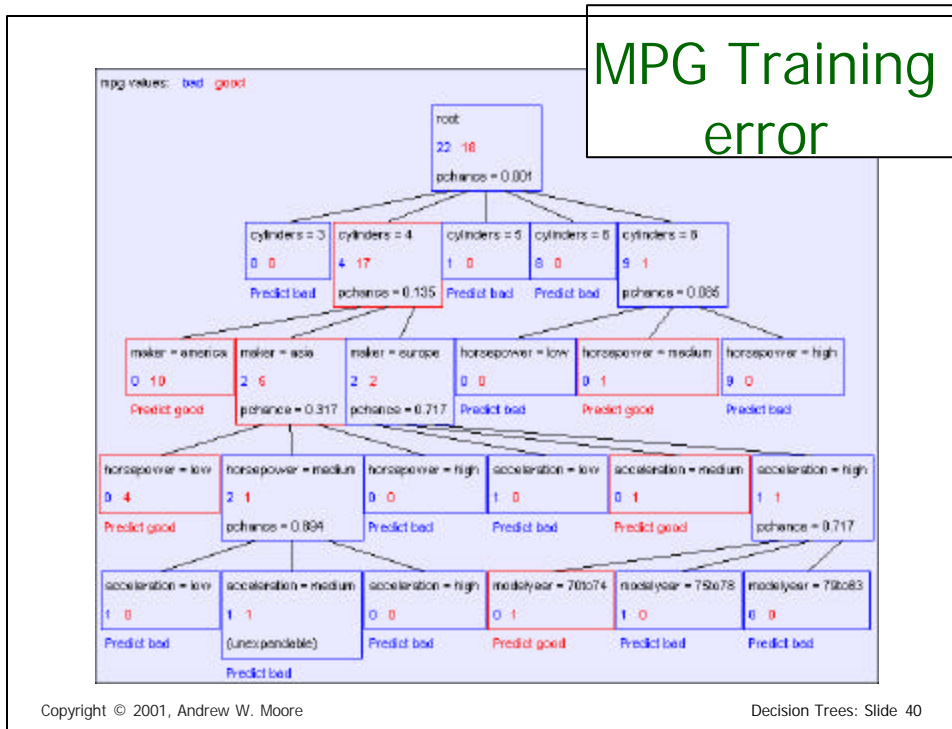 MPG Training
error
mpg values: bad good
root
22 18
pchance = 0.001
cylinders = 3 cylinders = 4 cylinders = 5 cylinders = 6 cylinders = 8
0 0 4 17 1 0 8 0 9 1
Predict bad pchance = 0.135 Predict bad Predict bad pchance = 0.085
maker = america maker = asia maker = europe horsepower = low horsepower = medium horsepower = high
0 10 2 5 2 2 0 0 0 1 9 0
Predict good pchance = 0.317 pchance = 0.717 Predict bad Predict good Predict bad
horsepower = low horsepower = medium horsepower = high acceleration = low acceleration = medium acceleration = high
0 4 2 1 0 0 1 0 0 1 1 1
Predict good pchance = 0.894 Predict bad Predict bad Predict good pchance = 0.717
acceleration = low acceleration = medium acceleration = high modelyear = 70to74 modelyear = 75to78 modelyear = 79to83
1 0 1 1 0 0 0 1 1 0 0 0
Predict bad (unexpandable) Predict bad Predict good Predict bad Predict bad
Predict bad
Copyright © 2001, Andrew W. Moore Decision Trees: Slide 40